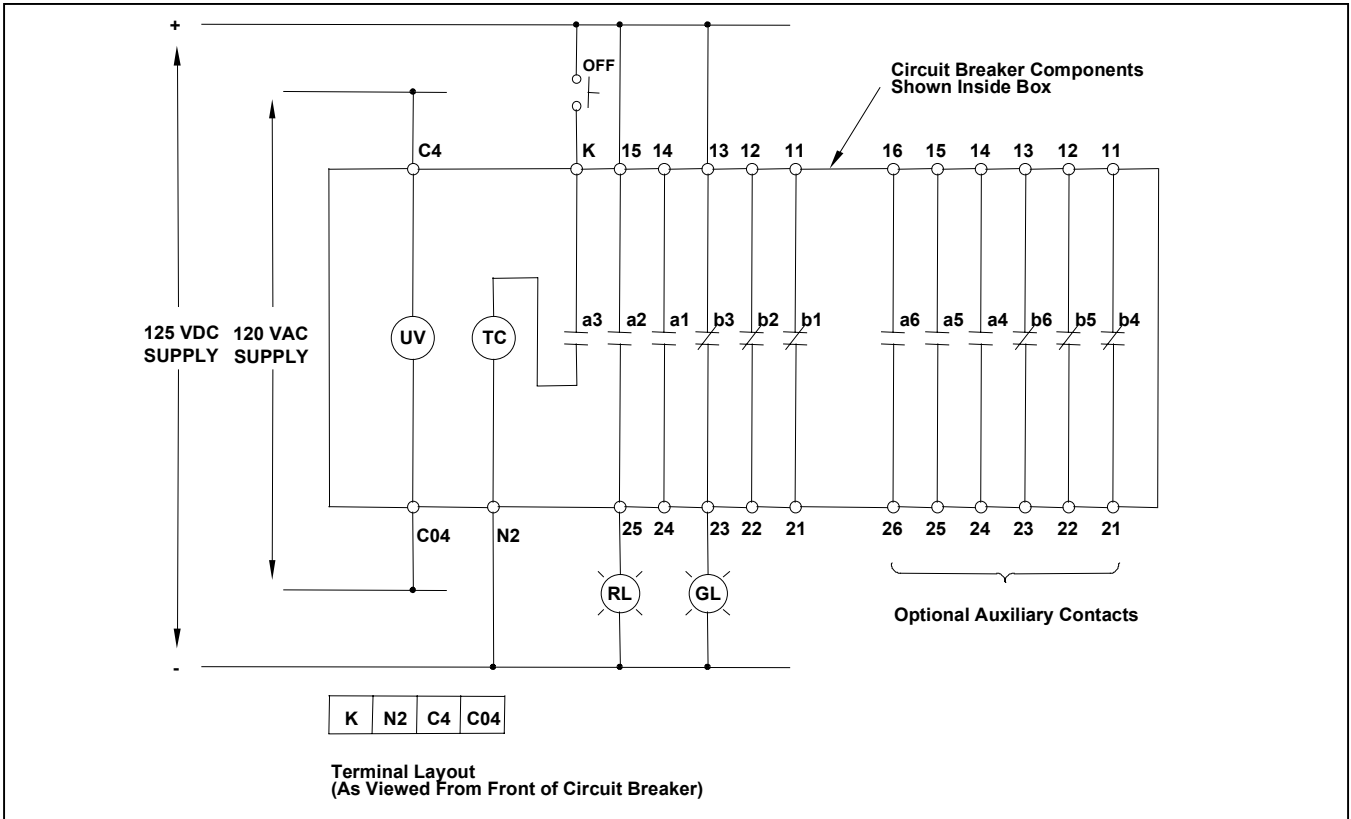 +
OFF
Circuit Breaker Components
Shown Inside Box
C4 K 15 14 13 12 11 16 15 14 13 12 11
125 VDC
SUPPLY
120 VAC
SUPPLY
UV TC a3 a2 a1 b3 b2 b1 a6 a5 a4 b6 b5 b4
C04 N2 25 24 23 22 21 26 25 24 23 22 21
RL GL
Optional Auxiliary Contacts
-
K N2 C4 C04
Terminal Layout
(As Viewed From Front of Circuit Breaker)